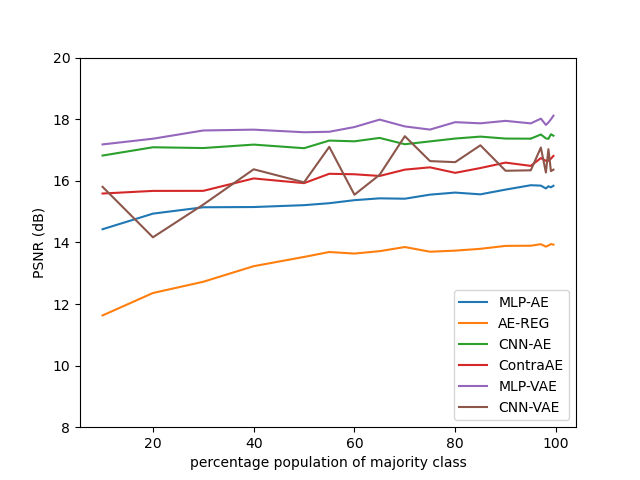 20
18
16
14
12
10
8
PSNR (dB)
20
40
60
80
100
percentage population of majority class
MLP-AE
AE-REG
CNN-AE
ContraAE
MLP-VAE
CNN-VAE